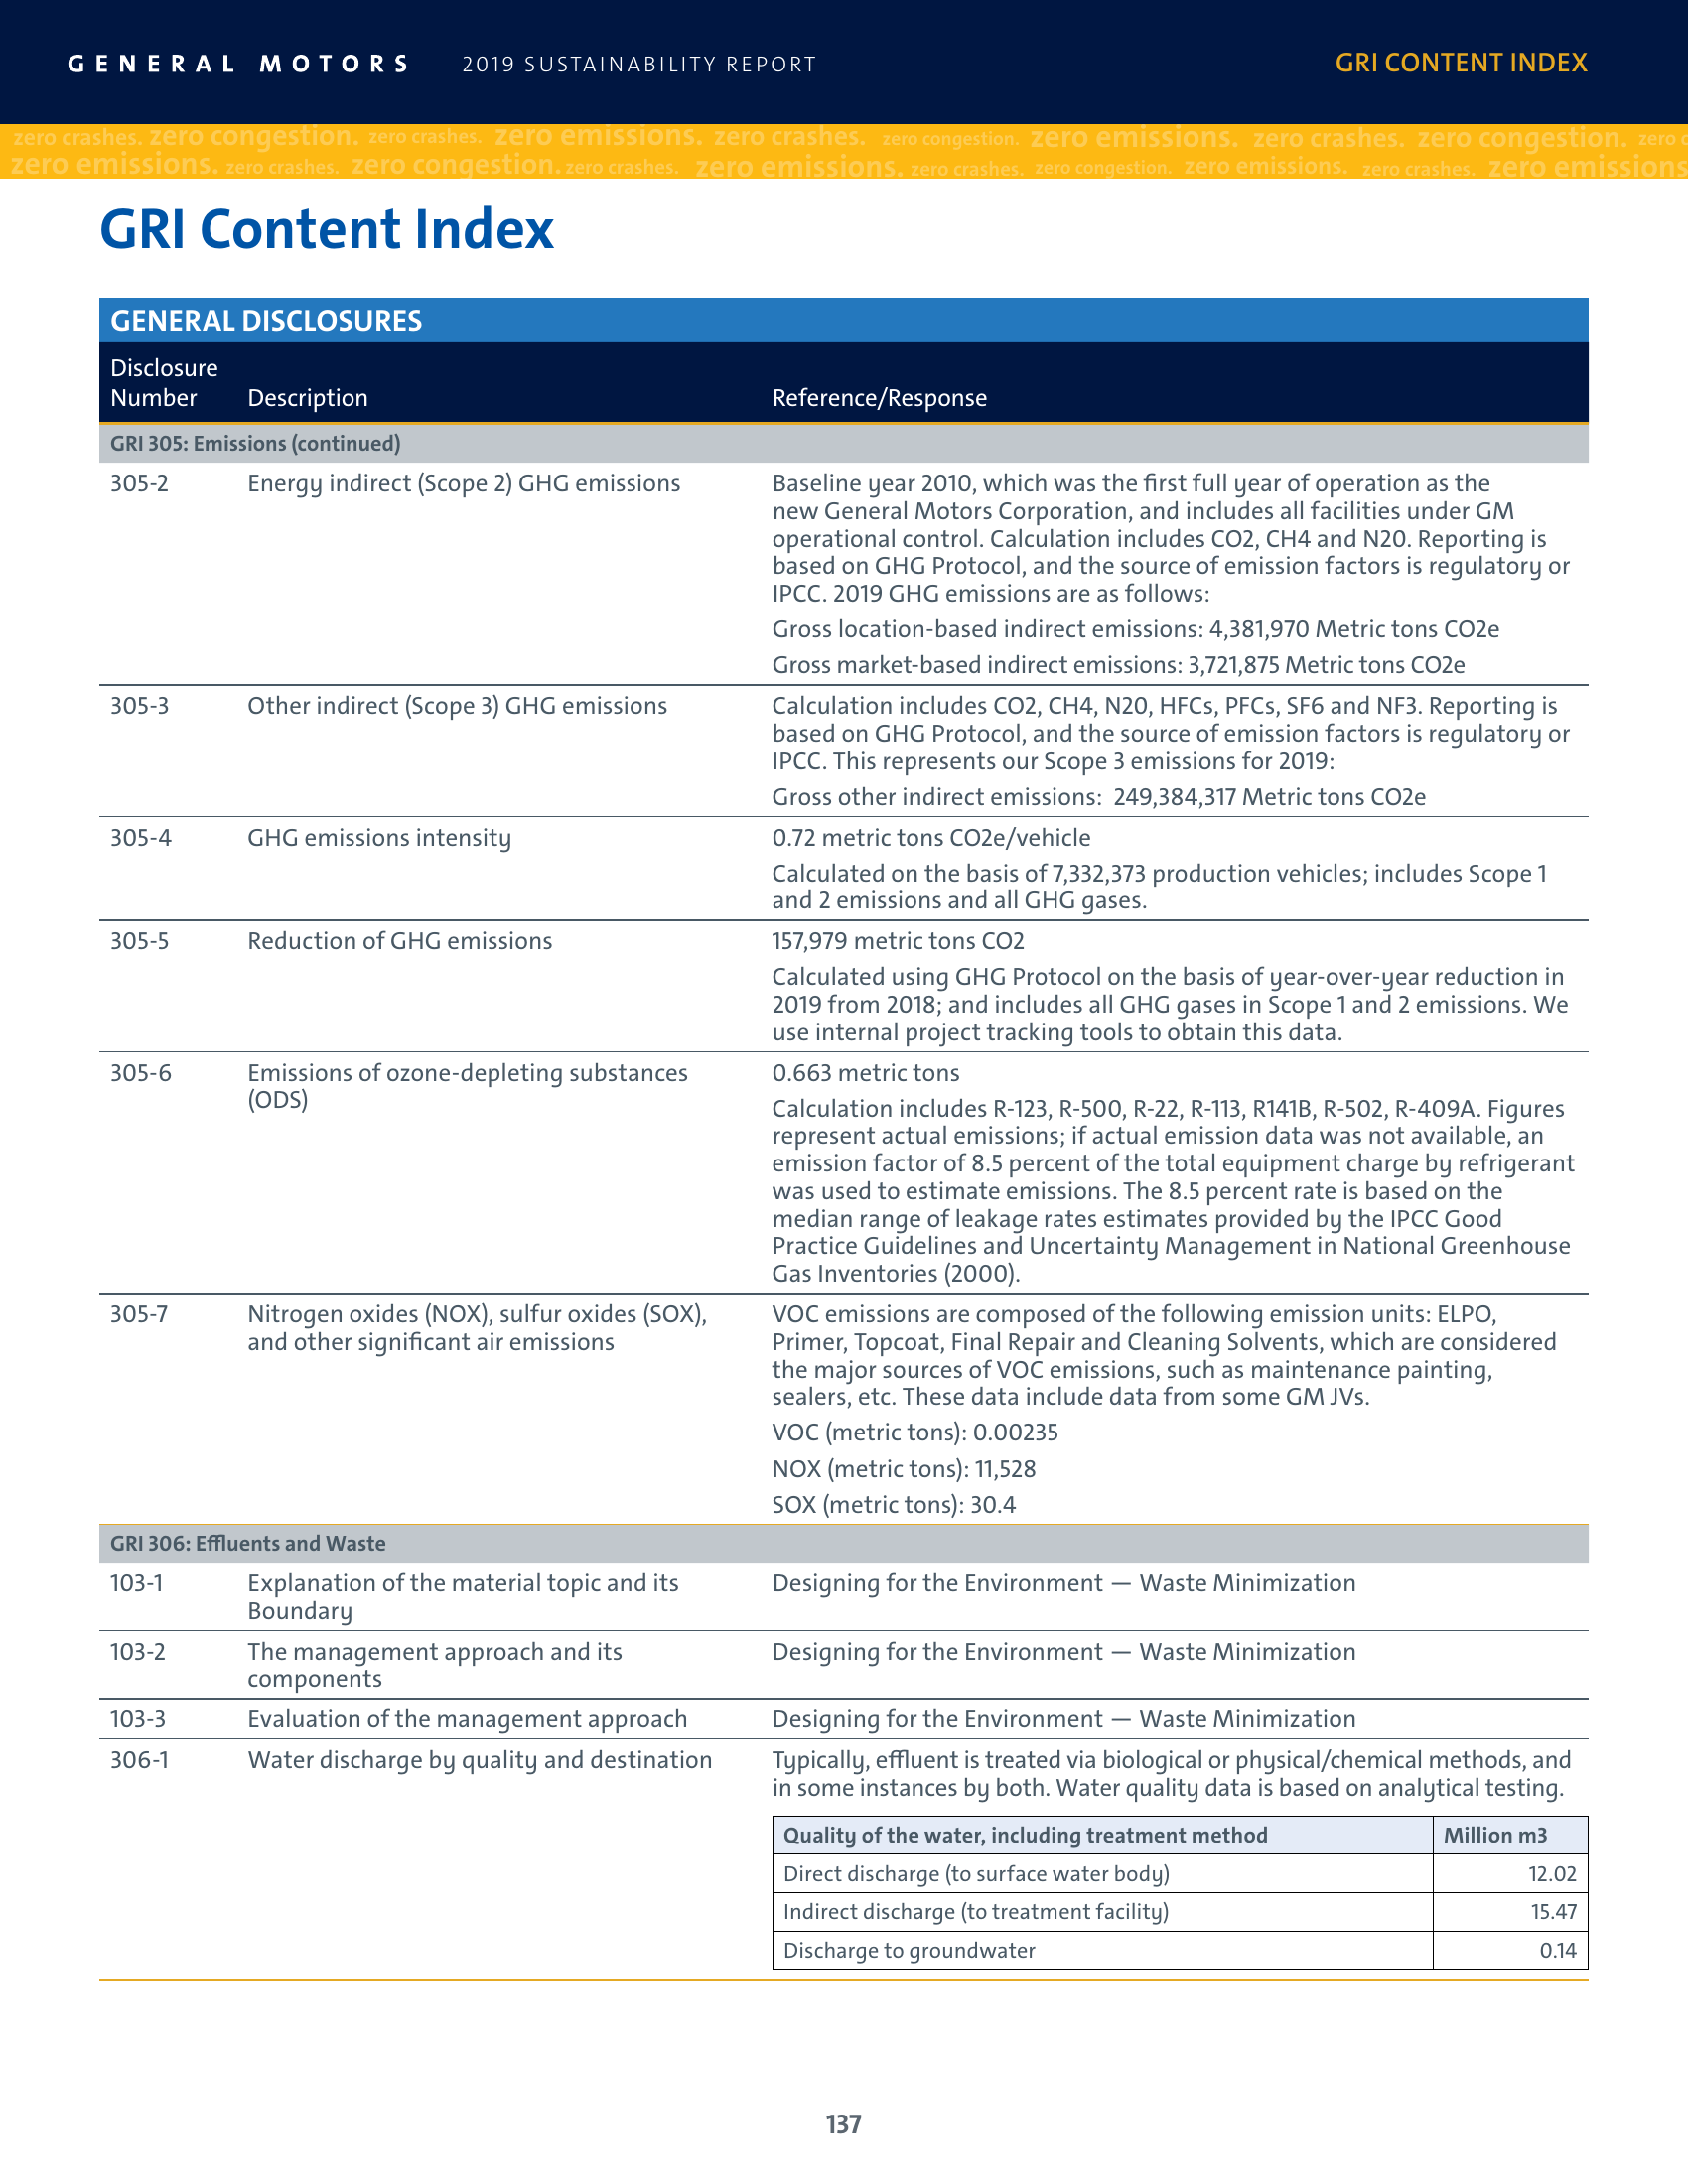 GENERAL MOTORS 2019 SUSTAINABILITY REPORT GRI CONTENT INDEX
zero crashes. zero congestion. zero crashes. zero emissions. zero crashes. zero congestion. zero emissions. zero crashes. zero congestion. zero c
zero emissions. zero crashes. zero congestion. zero crashes. zero emissions. zero crashes. zero congestion. zero emissions. zero crashes. zero emissions
GRI Content Index
GENERAL DISCLOSURES
Disclosure
Number Description Reference/Response
GRI 305: Emissions (continued)
305-2 Energy indirect (Scope 2) GHG emissions Baseline year 2010, which was the first full year of operation as the
new General Motors Corporation, and includes all facilities under GM
operational control. Calculation includes CO2, CH4 and N20. Reporting is
based on GHG Protocol, and the source of emission factors is regulatory or
IPCC. 2019 GHG emissions are as follows:
Gross location-based indirect emissions: 4,381,970 Metric tons CO2e
Gross market-based indirect emissions: 3,721,875 Metric tons CO2e
305-3 Other indirect (Scope 3) GHG emissions Calculation includes CO2, CH4, N20, HFCs, PFCs, SF6 and NF3. Reporting is
based on GHG Protocol, and the source of emission factors is regulatory or
IPCC. This represents our Scope 3 emissions for 2019:
Gross other indirect emissions: 249,384,317 Metric tons CO2e
305-4 GHG emissions intensity 0.72 metric tons CO2e/vehicle
Calculated on the basis of 7,332,373 production vehicles; includes Scope 1
and 2 emissions and all GHG gases.
305-5 Reduction of GHG emissions 157,979 metric tons CO2
Calculated using GHG Protocol on the basis of year-over-year reduction in
2019 from 2018; and includes all GHG gases in Scope 1 and 2 emissions. We
use internal project tracking tools to obtain this data.
305-6 Emissions of ozone-depleting substances 0.663 metric tons
(ODS)
Calculation includes R-123, R-500, R-22, R-113, R141B, R-502, R-409A. Figures
represent actual emissions; if actual emission data was not available, an
emission factor of 8.5 percent of the total equipment charge by refrigerant
was used to estimate emissions. The 8.5 percent rate is based on the
median range of leakage rates estimates provided by the IPCC Good
Practice Guidelines and Uncertainty Management in National Greenhouse
Gas Inventories (2000).
305-7 Nitrogen oxides (NOX), sulfur oxides (SOX), VOC emissions are composed of the following emission units: ELPO,
and other significant air emissions Primer, Topcoat, Final Repair and Cleaning Solvents, which are considered
the major sources of VOC emissions, such as maintenance painting,
sealers, etc. These data include data from some GM JVs.
VOC (metric tons): 0.00235
NOX (metric tons): 11,528
SOX (metric tons): 30.4
GRI 306: Effluents and Waste
103-1 Explanation of the material topic and its Designing for the Environment — Waste Minimization
Boundary
103-2 The management approach and its Designing for the Environment — Waste Minimization
components
103-3 Evaluation of the management approach Designing for the Environment — Waste Minimization
306-1 Water discharge by quality and destination Typically, effluent is treated via biological or physical/chemical methods, and
in some instances by both. Water quality data is based on analytical testing.
Quality of the water, including treatment method Million m3
Direct discharge (to surface water body) 12.02
Indirect discharge (to treatment facility) 15.47
Discharge to groundwater 0.14
137